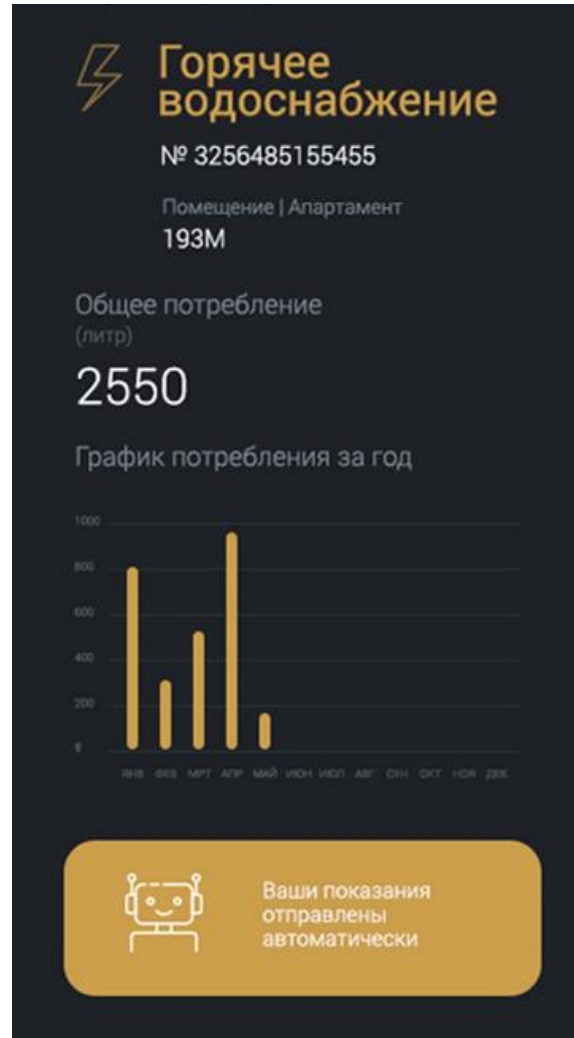 Горячее
водоснабжение
№ 3256485155455
Помещение | Апартамент
193М
Общее потребление
(литр)
2550
График потребления за год
1000
800
600
400
200
0
ЯНВ ФЕВ МРТ АПР МАЙ ИЮН ИЮЛ АВГ СЕН ОКТ НОЯ ДЕК
Ваши показания
отправлены
автоматически